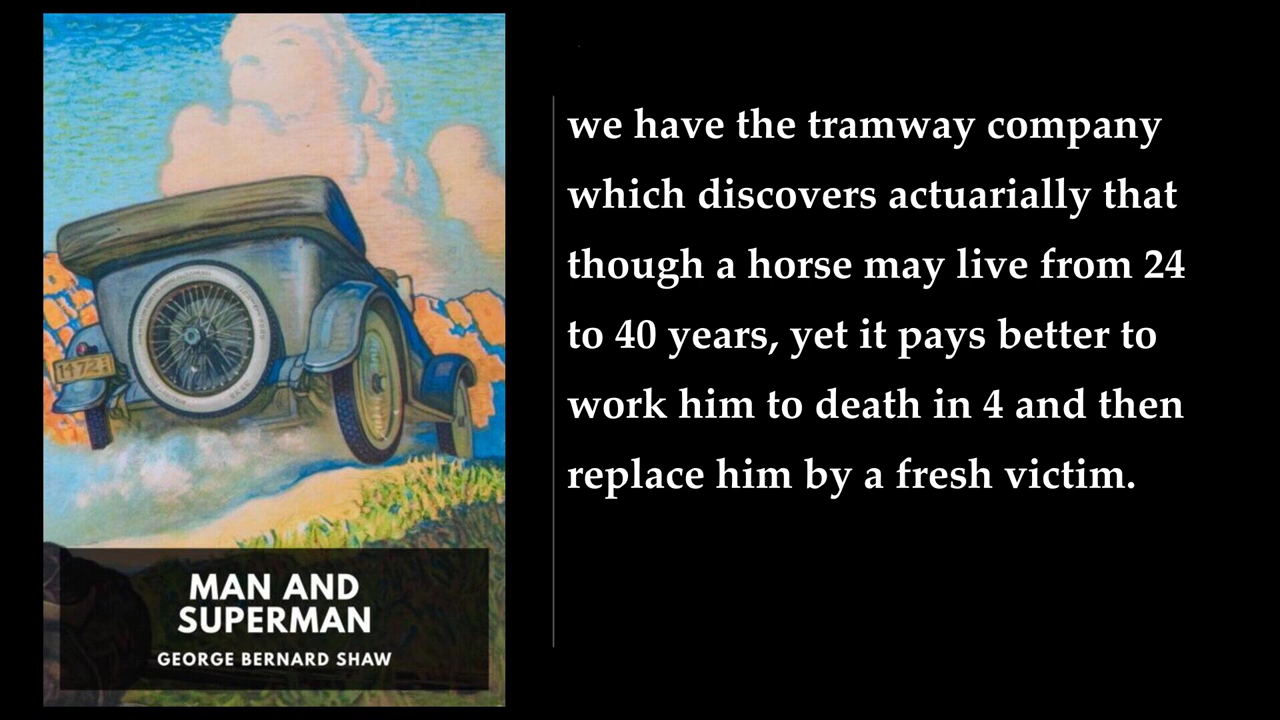 we have the tramway company
which discovers actuarially that
though a horse may live from 24
to 40 years, yet it pays better to
work him to death in 4 and then
replace him by a fresh victim.
1472
MAN AND
SUPERMAN
GEORGE BERNARD SHAW